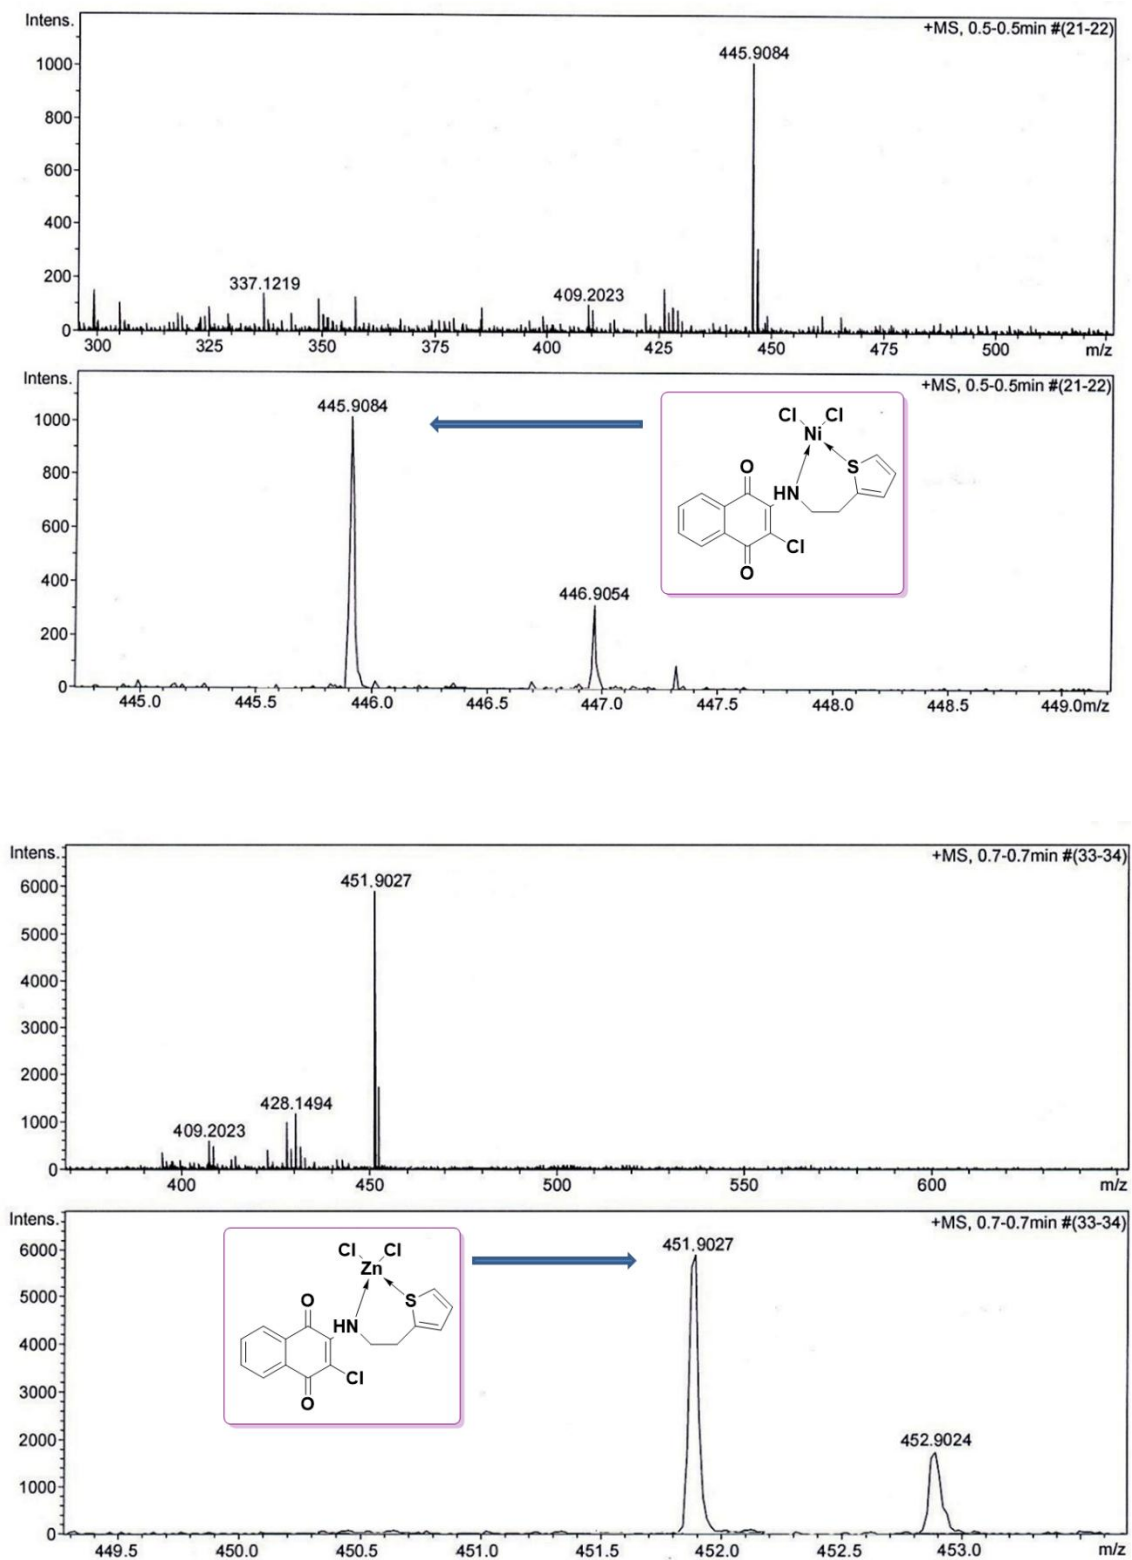 Intens.
+MS, 0.5-0.5min #(21-22)
445.9084
1000
800
600
400
200
0
337.1219
409.2023
300 325 350 375 400 425 450 475 500 m/z
Intens.
+MS, 0.5-0.5min #(21-22)
445.9084
1000
800
600
400
200
0
446.9054
Cl Cl
Ni
S
O
HN
Cl
O
445.0 445.5 446.0 446.5 447.0 447.5 448.0 448.5 449.0m/z
Intens.
+MS, 0.7-0.7min #(33-34)
451.9027
6000
5000
4000
3000
2000
1000
0
428.1494
409.2023
400 450 500 550 600 m/z
Intens.
+MS, 0.7-0.7min #(33-34)
451.9027
6000
5000
4000
3000
2000
1000
0
Cl Cl
Zn
S
O
HN
Cl
O
452.9024
449.5 450.0 450.5 451.0 451.5 452.0 452.5 453.0 m/z